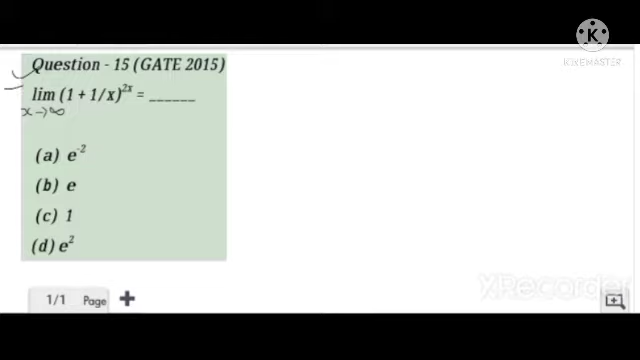 K
KINEMASTER
Question - 15 (GATE 2015)
lim (1 + 1/x)^2x = ______
x→∞
(a) e^-2
(b) e
(c) 1
(d) e^2
XRecorder
1/1 Page +